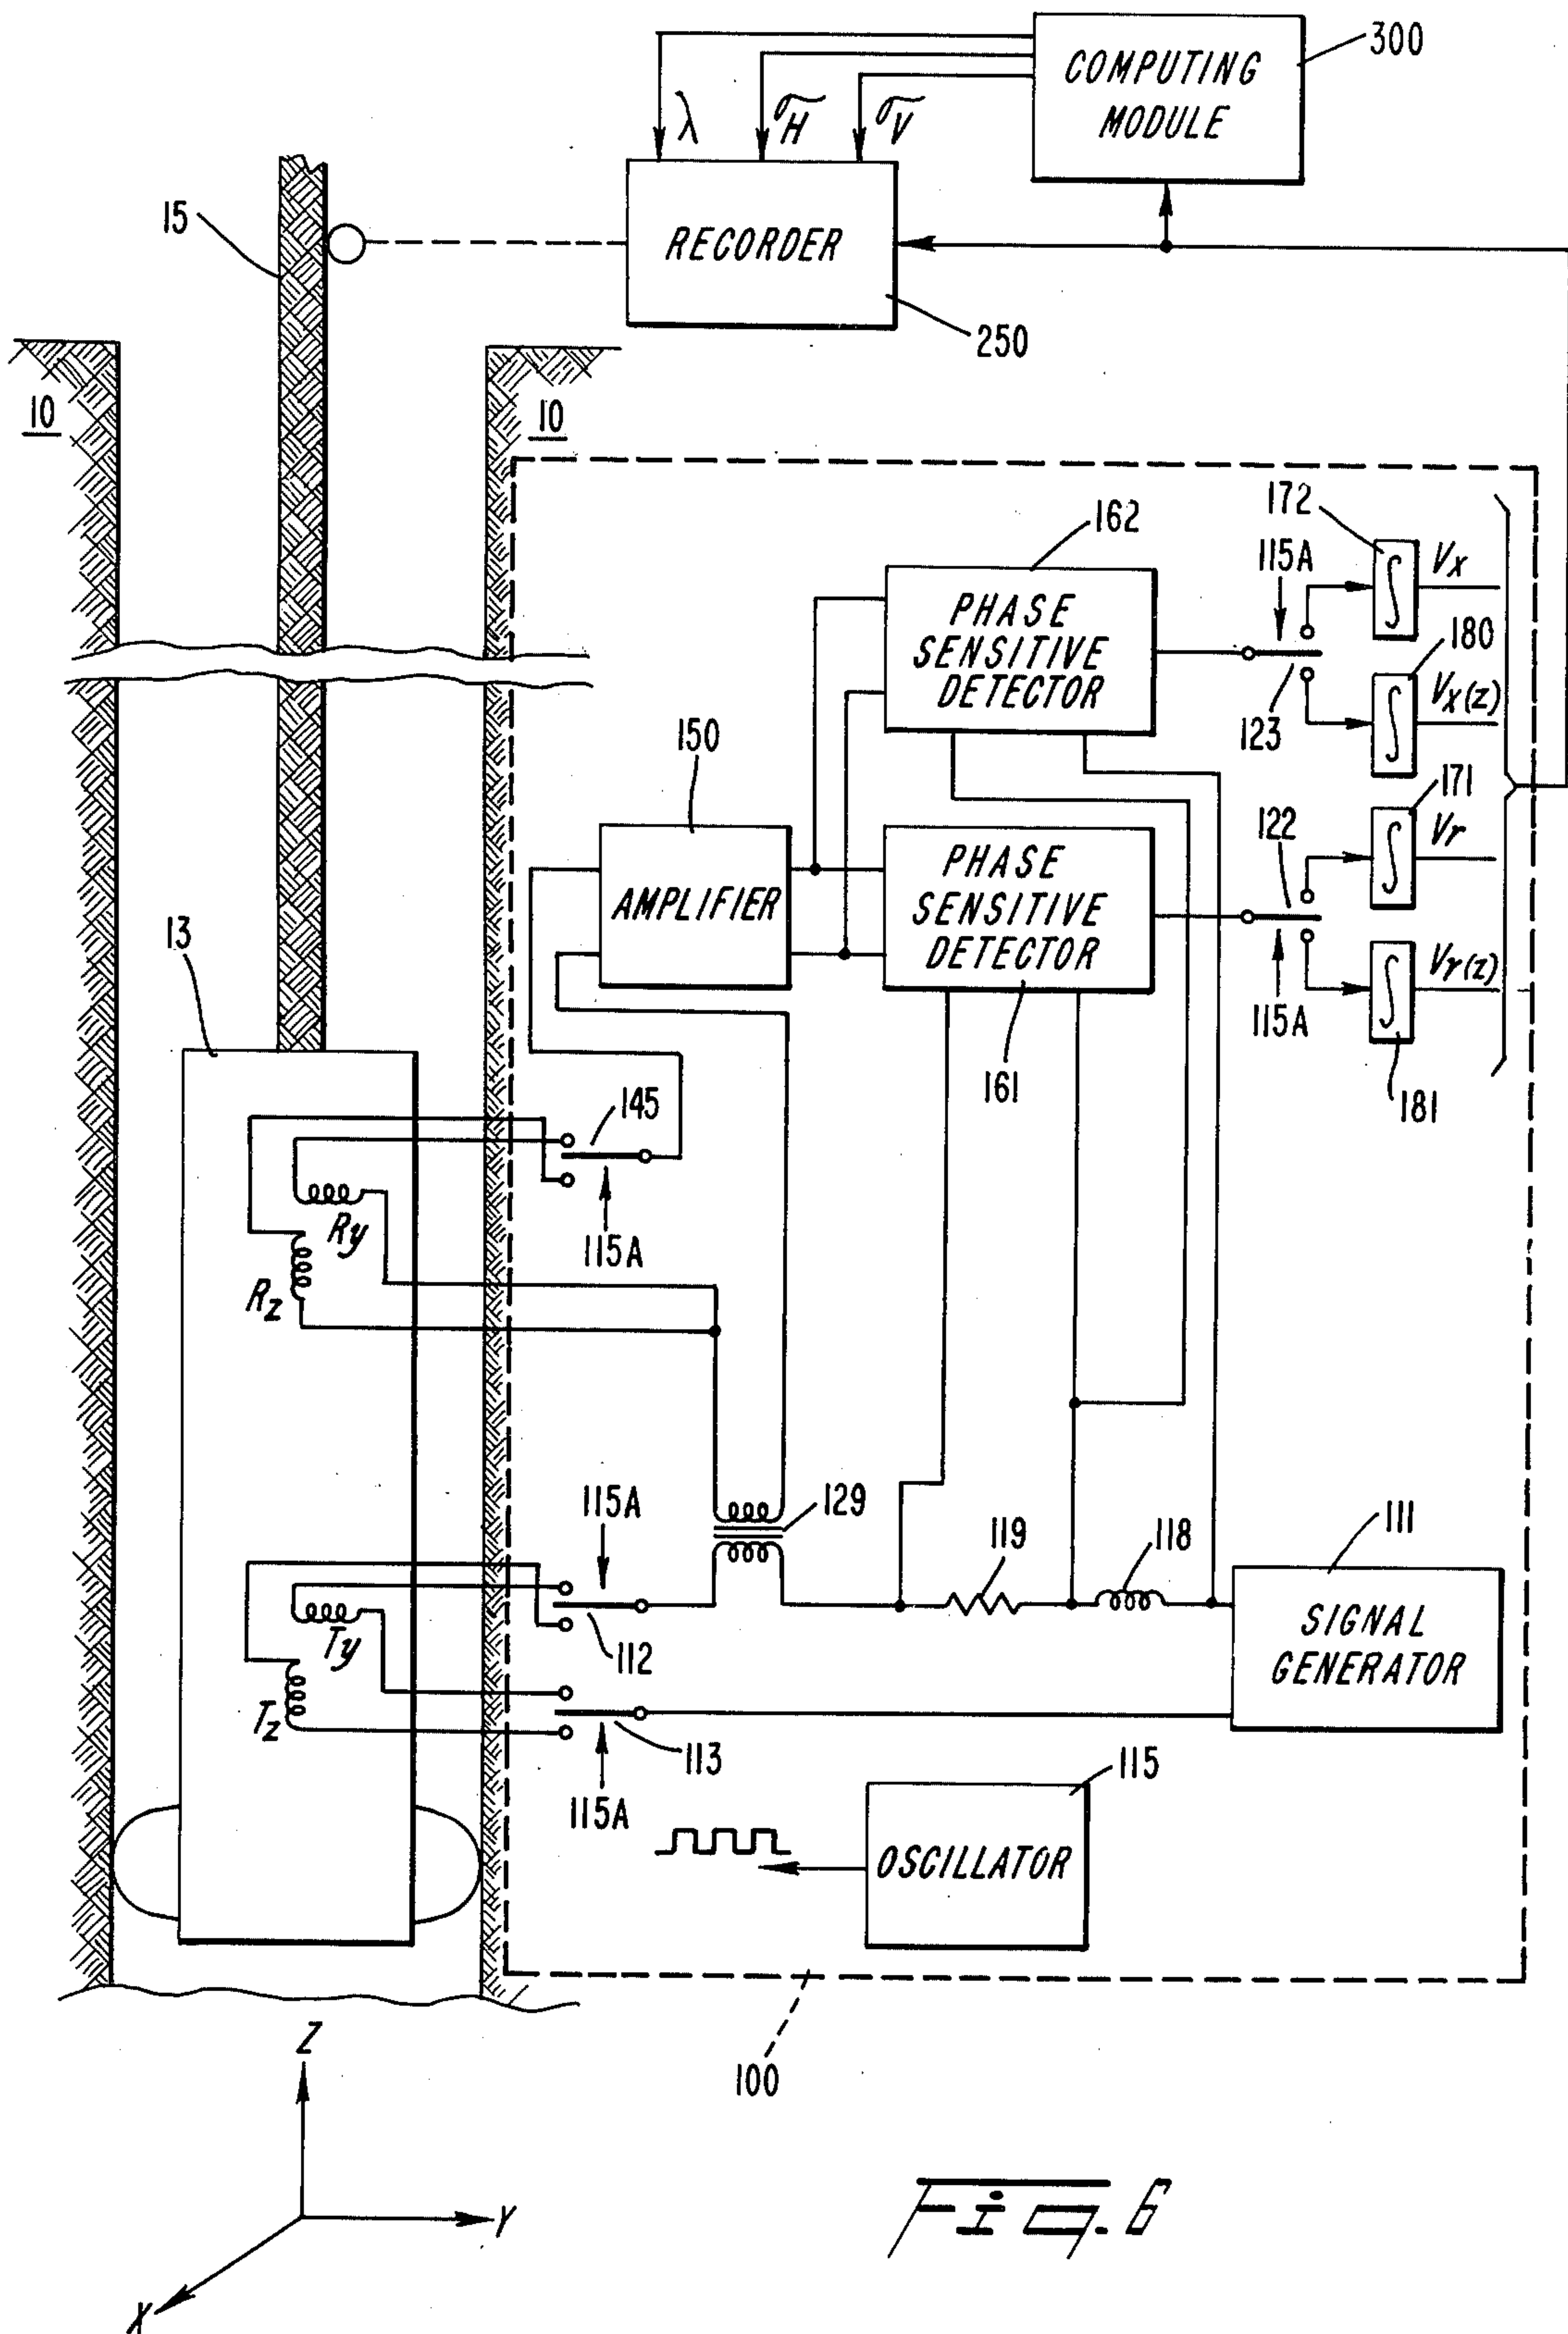 COMPUTING
MODULE
300
λ
σH
σV
15
RECORDER
250
10
10
172
162
115A
Vx
PHASE
SENSITIVE
DETECTOR
180
Vx(z)
123
150
171
122
Vr
AMPLIFIER
PHASE
SENSITIVE
DETECTOR
13
Vr(z)
115A
161
181
145
Ry
115A
Rz
115A
129
119
118
111
SIGNAL
GENERATOR
Ty
112
Tz
113
115
115A
OSCILLATOR
100
Z
Y
X
Fig. 6